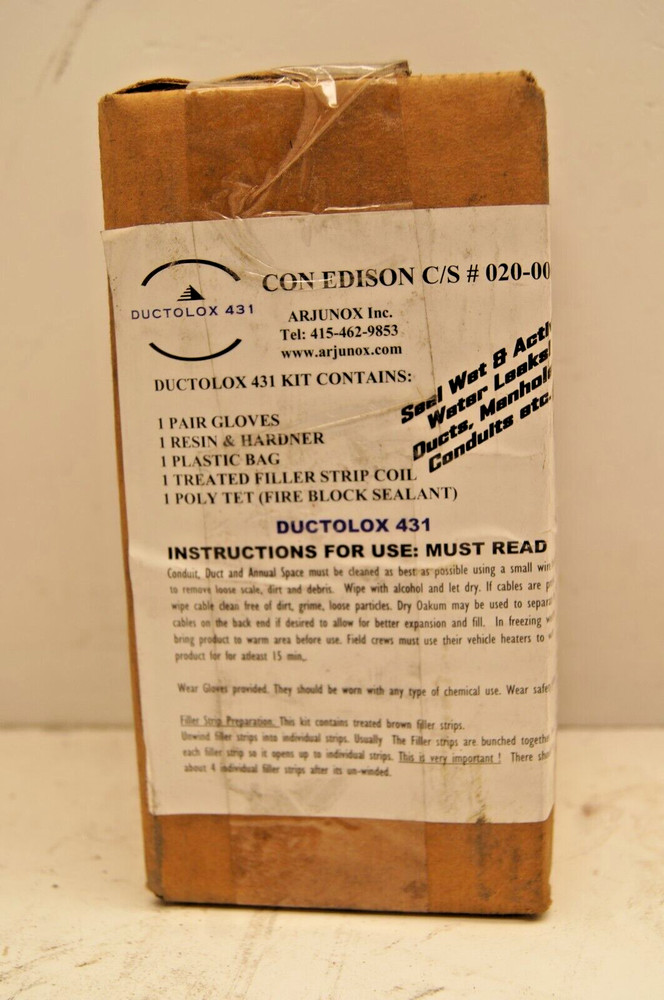 DUCTOLOX 431
CON EDISON C/S # 020-00
ARJUNOX Inc.
Tel: 415-462-9853
www.arjunox.com
Seal Wet &
Water Leaks
Ducts,
Conduits etc.
DUCTOLOX 431 KIT CONTAINS:
1 PAIR GLOVES
1 RESIN & HARDNER
1 PLASTIC BAG
1 TREATED FILLER STRIP COIL
1 POLY TET (FIRE BLOCK SEALANT)
DUCTOLOX 431
INSTRUCTIONS FOR USE: MUST READ
Conduit, Duct and Annual Space must be cleaned as best as possible using a small
to remove loose scale, dirt and debris. Wipe with alcohol and let dry. If cables are
wipe cable clean free of dirt, grime, loose particles. Dry Oakum may be used to
cables on the back end if desired to allow for better expansion and fill. In freezing
bring product to warm area before use. Field crews must use their vehicle heaters to
product for for atleast 15 min,.
Wear Gloves provided. They should be worn with any type of chemical use. Wear
Filler Strip Preparation. This kit contains treated brown filler strips.
Unwind filler strips into individual strips. Usually The Filler strips are bunched
each filler strip so it opens up to individual strips. This is very important ! There
about 4 individual filler strips after its un-winded.